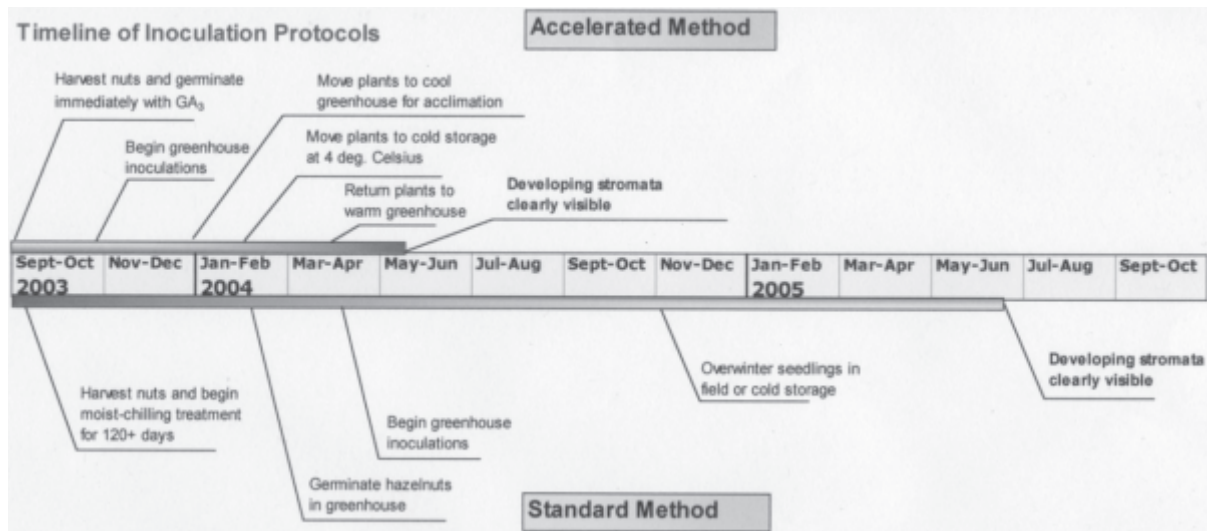 Timeline of Inoculation Protocols
Accelerated Method
Harvest nuts and germinate
immediately with GA₃
Begin greenhouse
inoculations
Move plants to cool
greenhouse for acclimation
Move plants to cold storage
at 4 deg. Celsius
Return plants to
warm greenhouse
Developing stromata
clearly visible
Sept-Oct Nov-Dec Jan-Feb Mar-Apr May-Jun Jul-Aug Sept-Oct Nov-Dec Jan-Feb Mar-Apr May-Jun Jul-Aug Sept-Oct
2003 2004 2005
Harvest nuts and begin
moist-chilling treatment
for 120+ days
Germinate hazelnuts
in greenhouse
Begin greenhouse
inoculations
Overwinter seedlings in
field or cold storage
Developing stromata
clearly visible
Standard Method